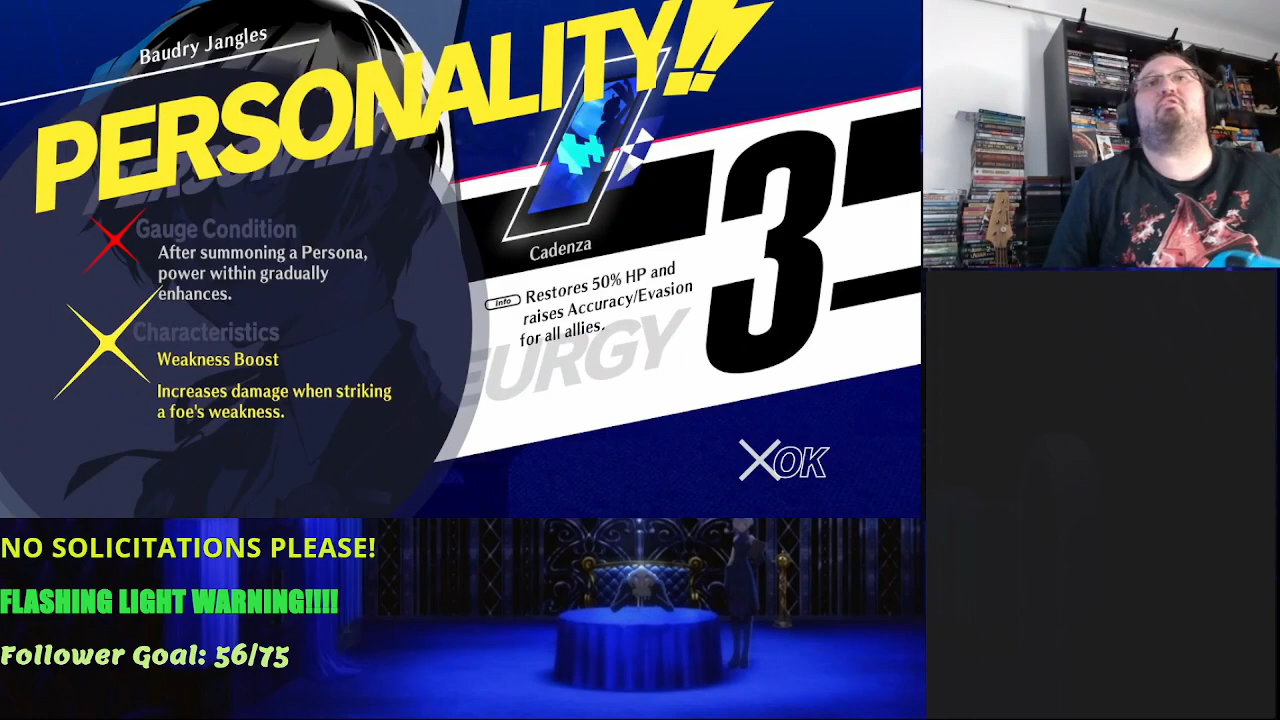 Baudry Jangles
PERSONALITY!!
Gauge Condition
After summoning a Persona,
power within gradually
enhances.
Characteristics
Weakness Boost
Increases damage when striking
a foe's weakness.
Cadenza
Info
Restores 50% HP and
raises Accuracy/Evasion
for all allies.
EURGY
3
OK
NO SOLICITATIONS PLEASE!
FLASHING LIGHT WARNING!!!!
Follower Goal: 56/75